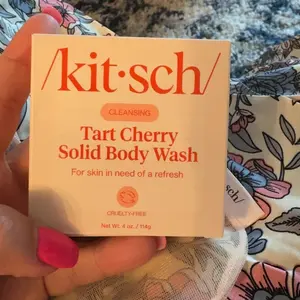 /kit·sch/
CLEANSING
Tart Cherry
Solid Body Wash
For skin in need of a refresh
CRUELTY-FREE
Net Wt. 4 oz. / 114g
sch/